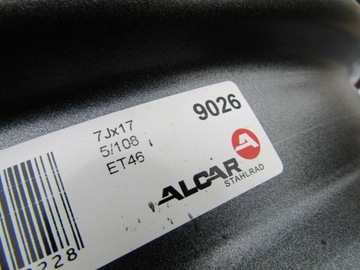 9026
7Jx17
5/108
ET46
ALCAR
STAHLRAD